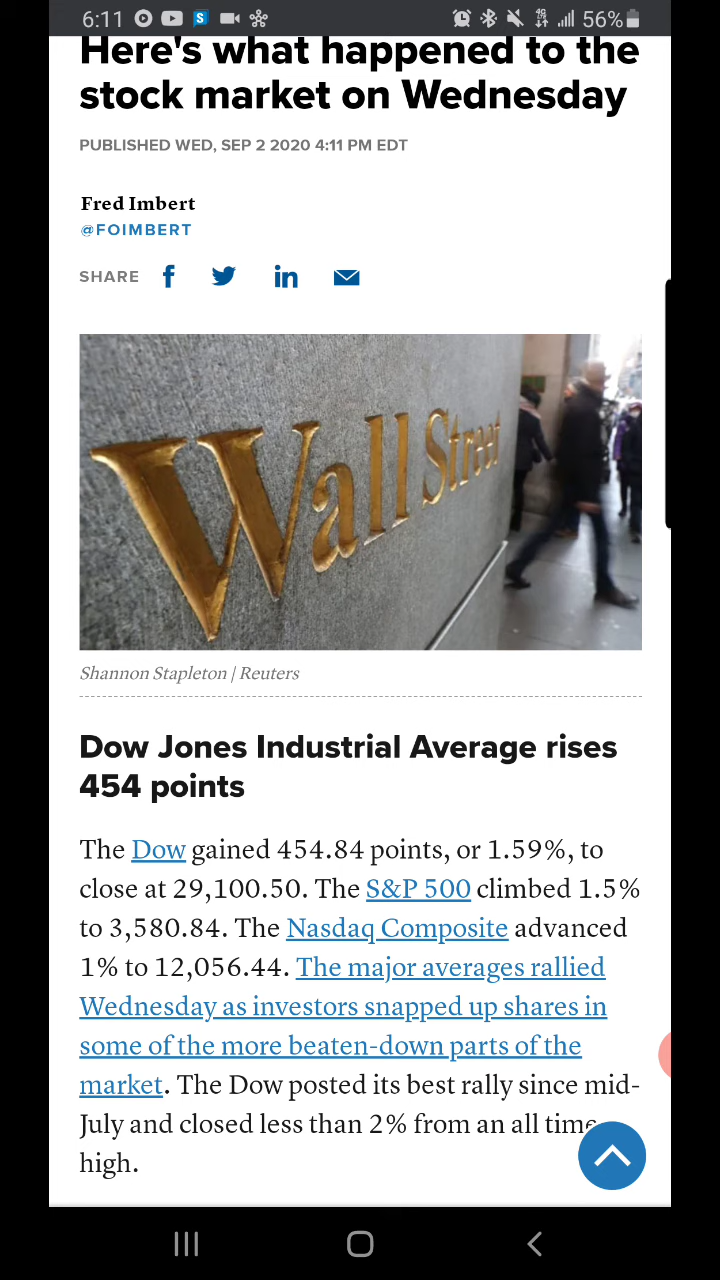 6:11
56%
Here's what happened to the
stock market on Wednesday
PUBLISHED WED, SEP 2 2020 4:11 PM EDT
Fred Imbert
@FOIMBERT
SHARE
Wall Street
Shannon Stapleton | Reuters
Dow Jones Industrial Average rises
454 points
The Dow gained 454.84 points, or 1.59%, to
close at 29,100.50. The S&P 500 climbed 1.5%
to 3,580.84. The Nasdaq Composite advanced
1% to 12,056.44. The major averages rallied
Wednesday as investors snapped up shares in
some of the more beaten-down parts of the
market. The Dow posted its best rally since mid-
July and closed less than 2% from an all time
high.